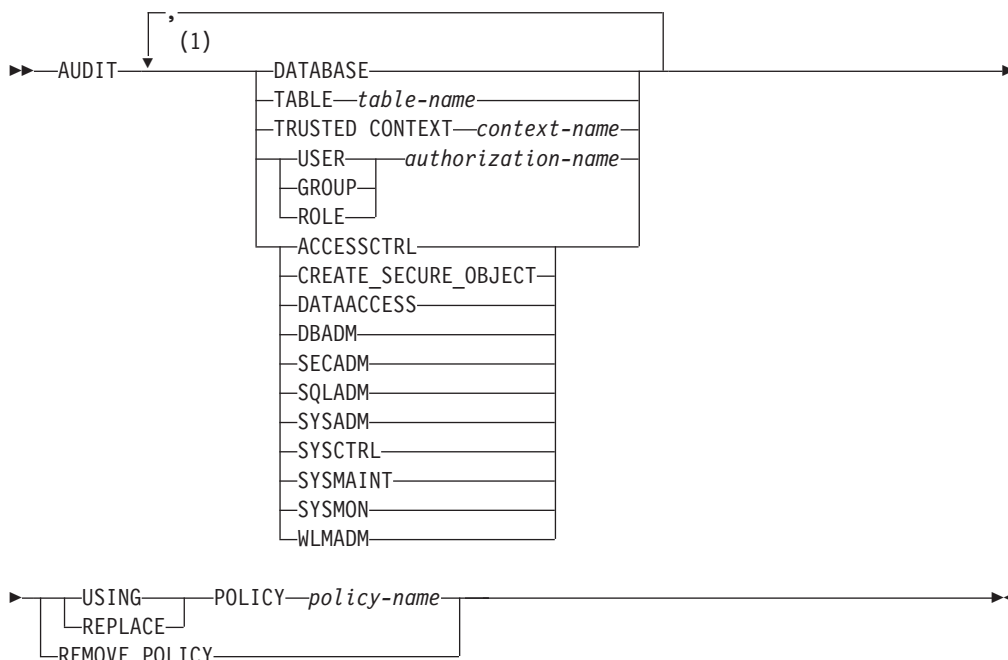 ,
(1)
AUDIT DATABASE
TABLE table-name
TRUSTED CONTEXT context-name
USER authorization-name
GROUP
ROLE
ACCESSCTRL
CREATE_SECURE_OBJECT
DATAACCESS
DBADM
SECADM
SQLADM
SYSADM
SYSCTRL
SYSMAINT
SYSMON
WLMADM
USING POLICY policy-name
REPLACE
REMOVE POLICY